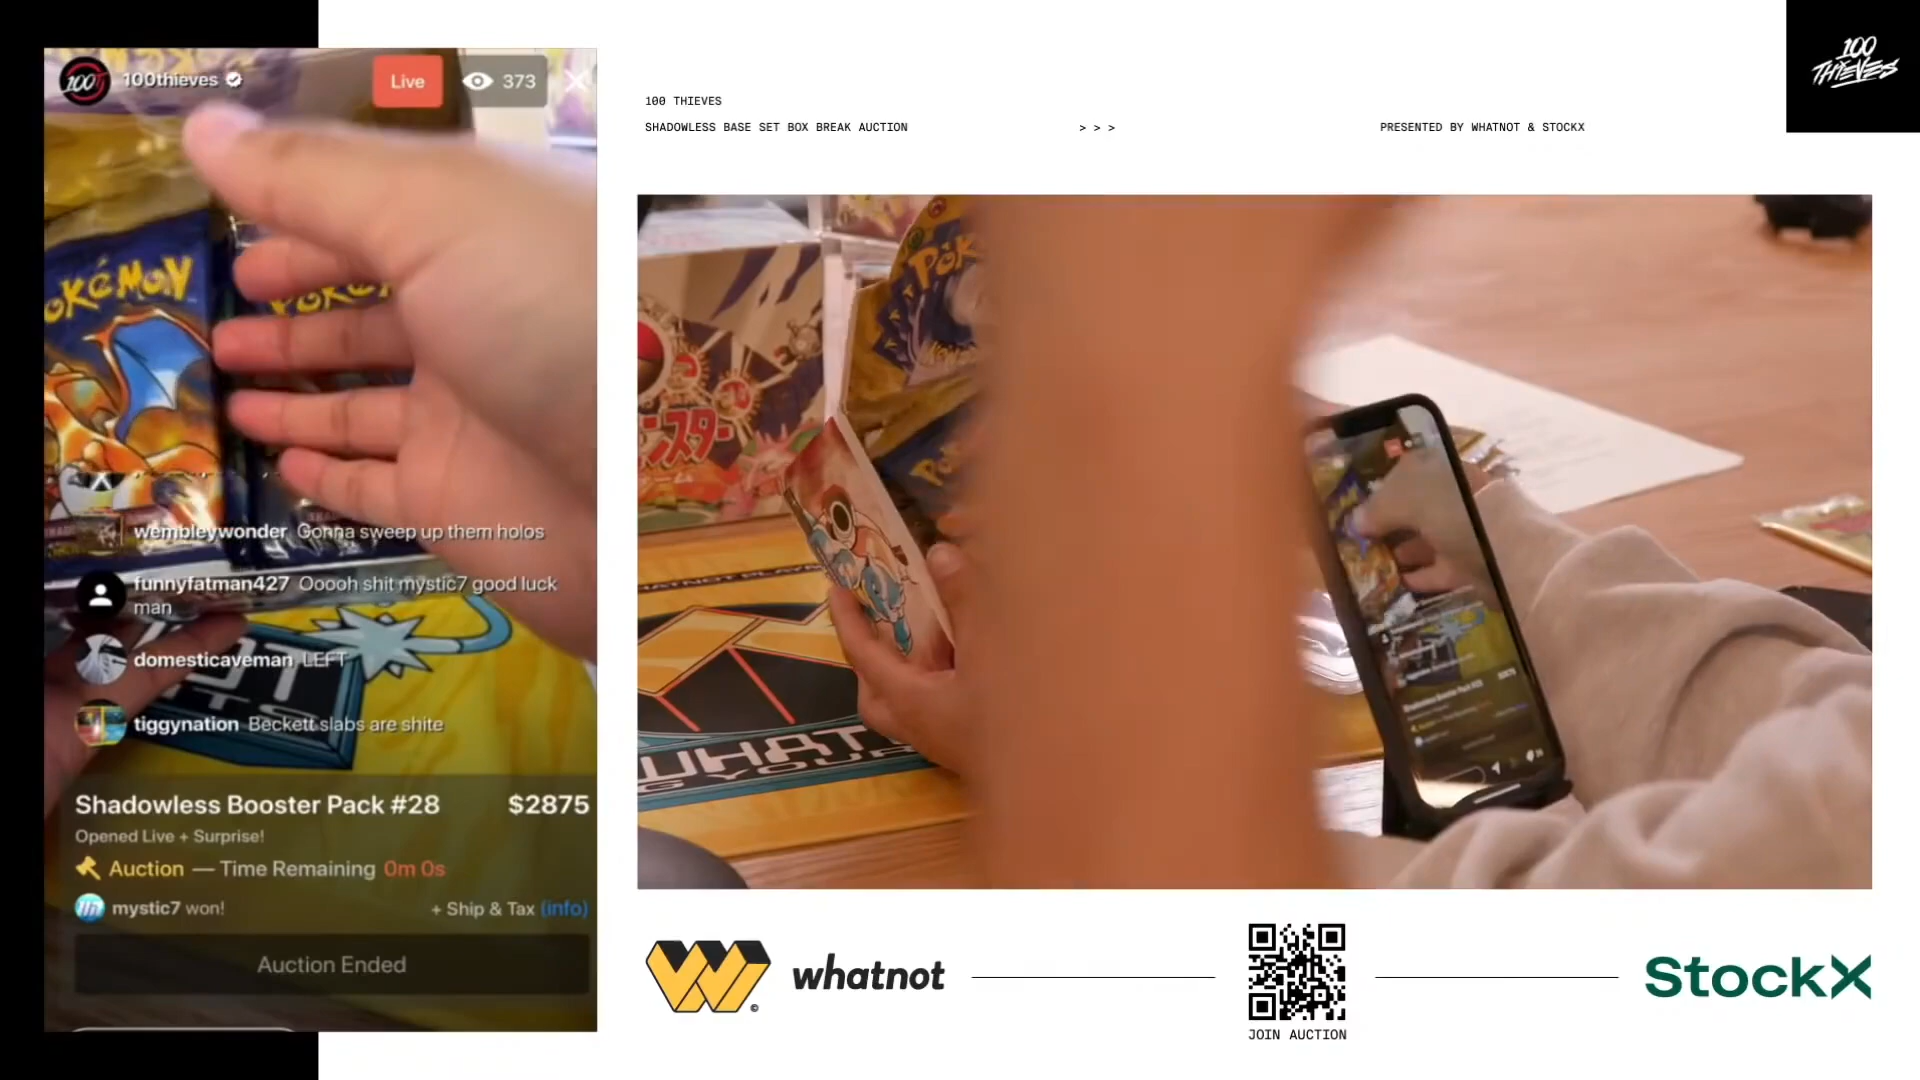 100thieves
Live
373
POKÉMON
wembleywonder Gonna sweep up them holos
funnyfatman427 Ooooh shit mystic7 good luck
man
domesticaveman LEFT
tiggynation Beckett slabs are shite
Shadowless Booster Pack #28 $2875
Opened Live + Surprise!
Auction — Time Remaining 0m 0s
mystic7 won! + Ship & Tax (info)
Auction Ended
100 THIEVES
SHADOWLESS BASE SET BOX BREAK AUCTION > > > PRESENTED BY WHATNOT & STOCKX
100
THIEVES
WHAT
whatnot
JOIN AUCTION
StockX